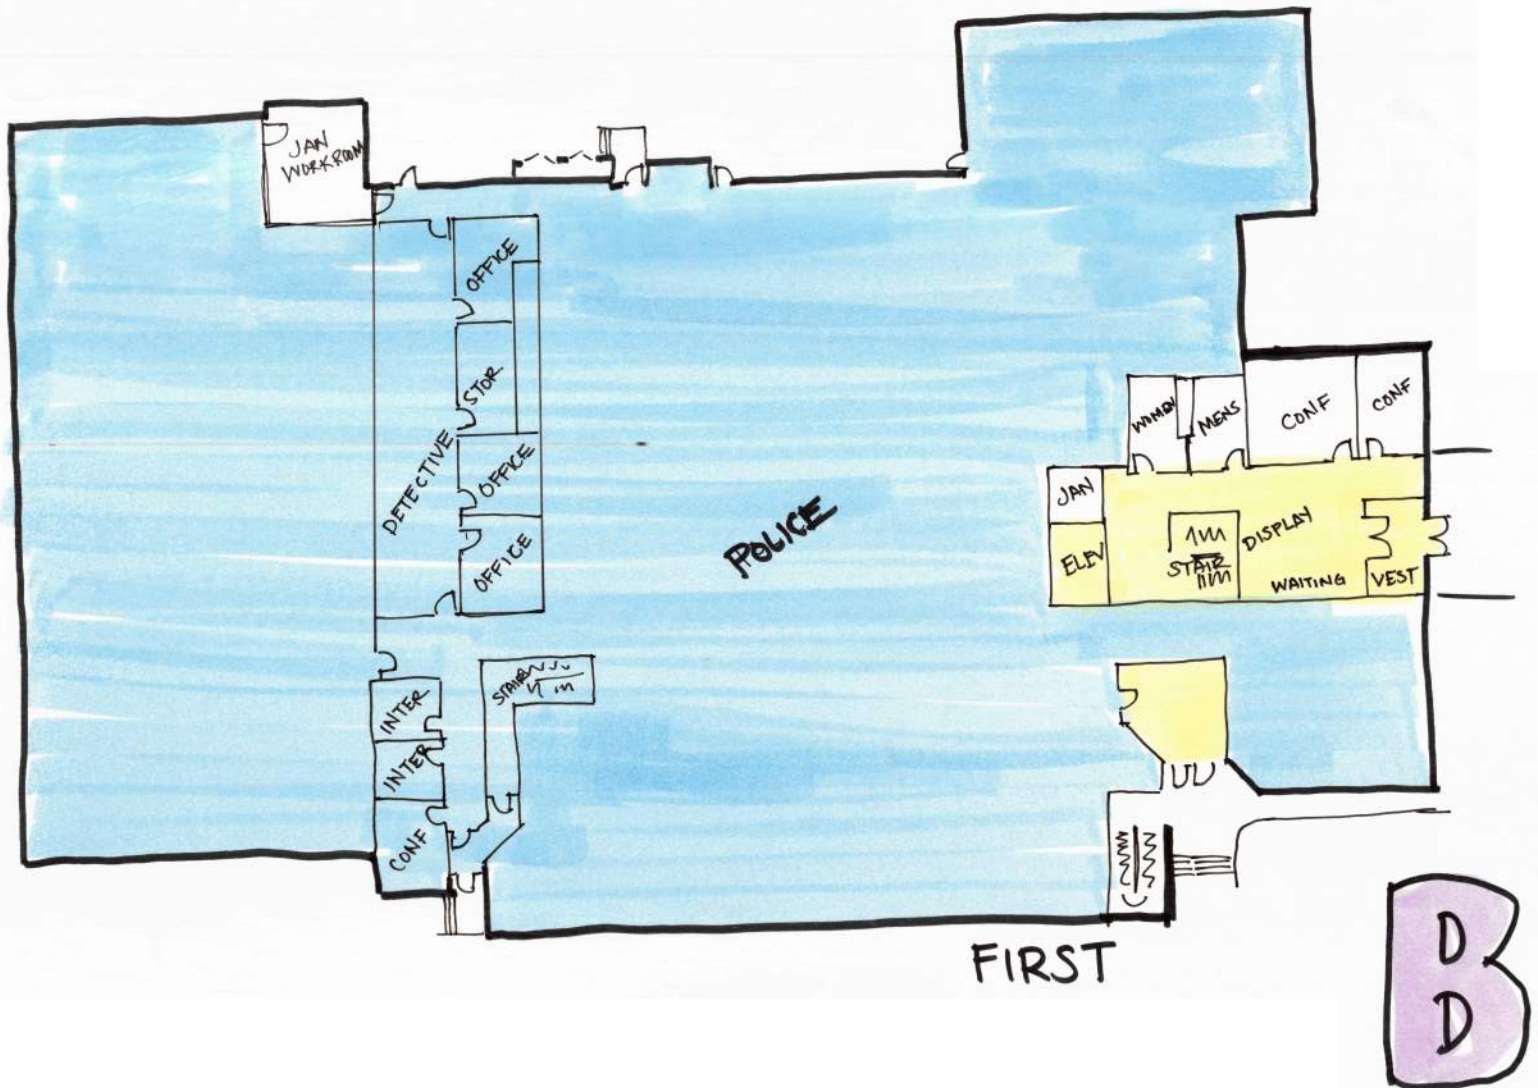 JAN
WORKROOM
OFFICE
STOR
DETECTIVE
OFFICE
OFFICE
POLICE
WOMEN
MENS
CONF
CONF
JAN
ELEV
STAIR
DISPLAY
WAITING
VEST
STAIR
INTER
INTER
CONF
FIRST
B
D
D